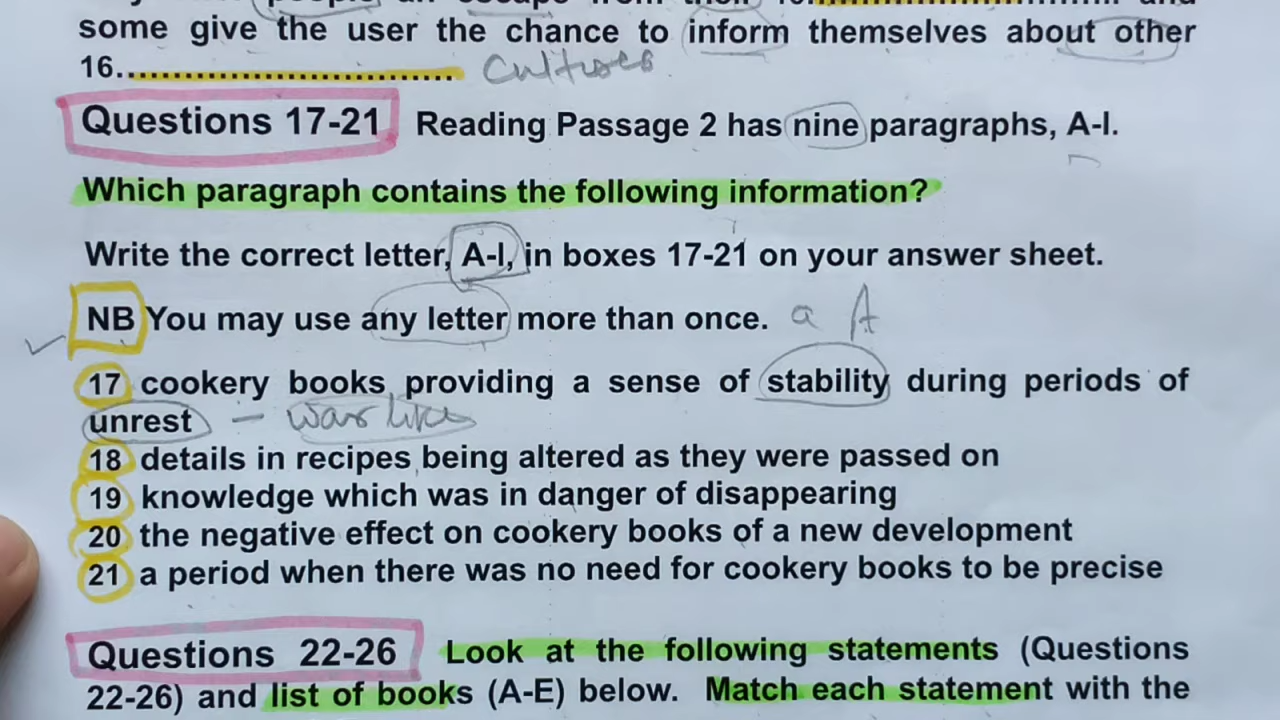 people an escape from their
and
some give the user the chance to inform themselves about other
16.............................. cultures
Questions 17-21 Reading Passage 2 has nine paragraphs, A-I.
Which paragraph contains the following information?
Write the correct letter, A-I, in boxes 17-21 on your answer sheet.
NB You may use any letter more than once. a A
17 cookery books providing a sense of stability during periods of
unrest – war like
18 details in recipes being altered as they were passed on
19 knowledge which was in danger of disappearing
20 the negative effect on cookery books of a new development
21 a period when there was no need for cookery books to be precise
Questions 22-26 Look at the following statements (Questions
22-26) and list of books (A-E) below. Match each statement with the